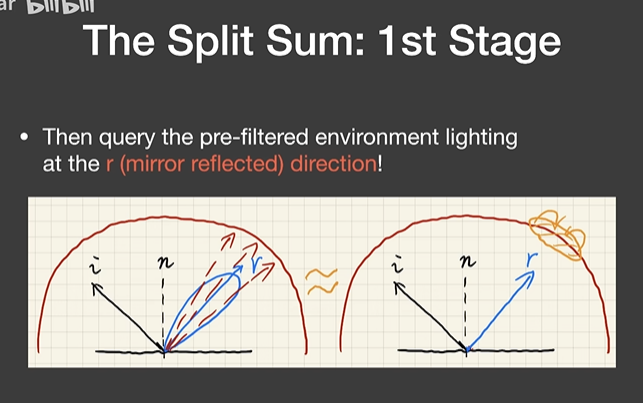 ar bilibili
The Split Sum: 1st Stage
• Then query the pre-filtered environment lighting
at the r (mirror reflected) direction!
i n r ≈ i n r